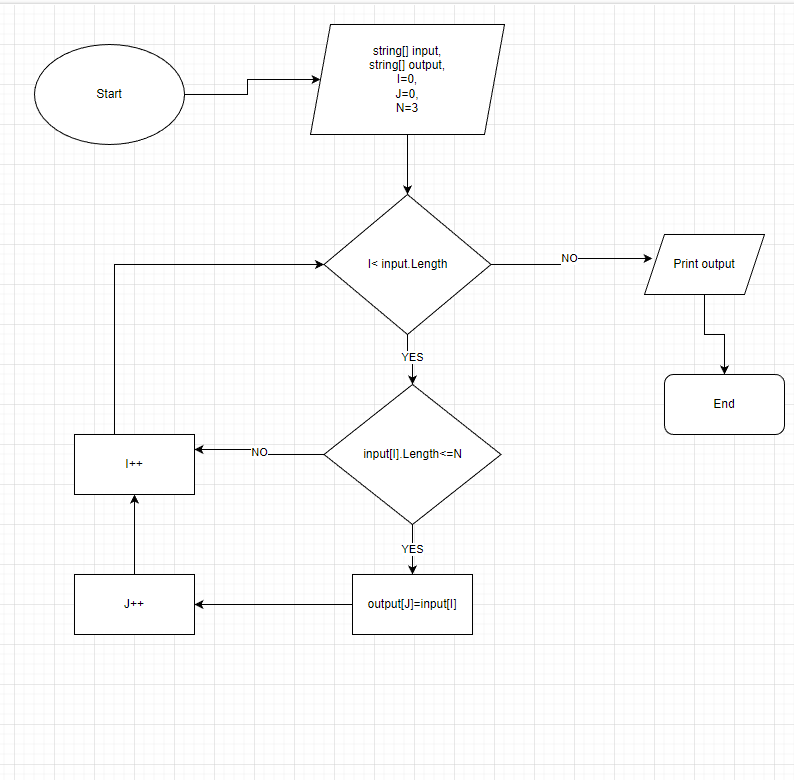 Start
string[] input,
string[] output,
I=0,
J=0,
N=3
I< input.Length
NO
Print output
YES
End
input[I].Length<=N
NO
I++
YES
output[J]=input[I]
J++